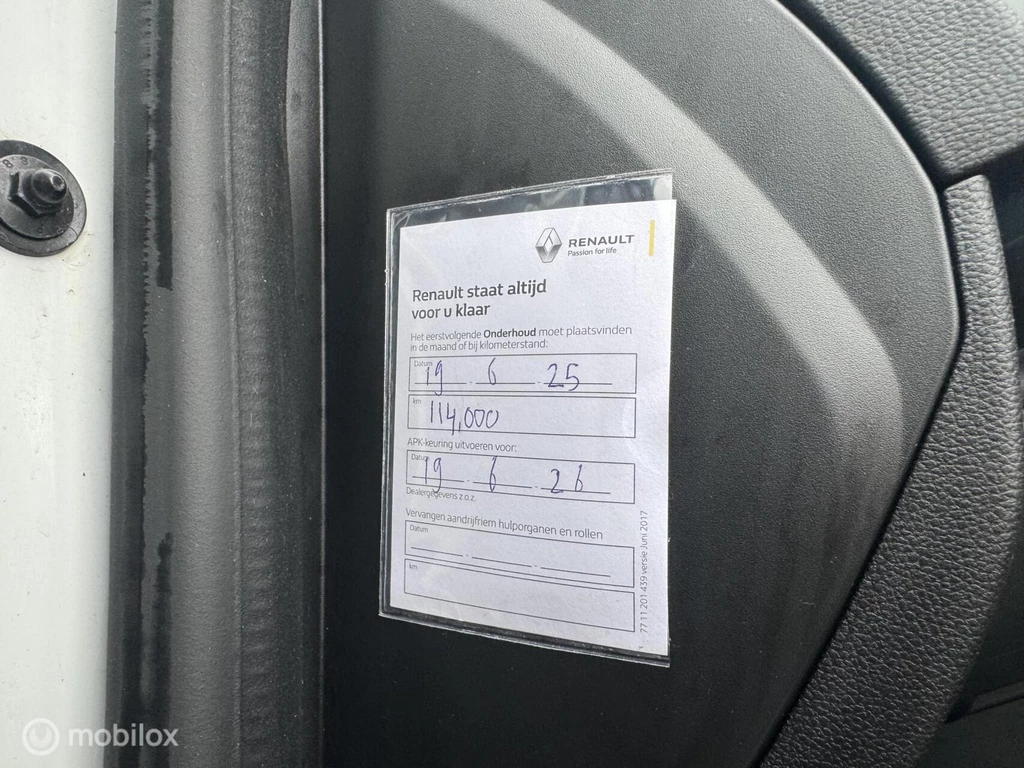 RENAULT
Passion for life
Renault staat altijd
voor u klaar
Het eerstvolgende Onderhoud moet plaatsvinden
in de maand of bij kilometerstand:
Datum
19 6 25
km
114,000
APK-keuring uitvoeren voor:
Datum
19 6 26
Dealergegevens z.o.z.
Vervangen aandrijfriem hulporganen en rollen
Datum
km
77 11 201 439 versie Juni 2017
mobilox